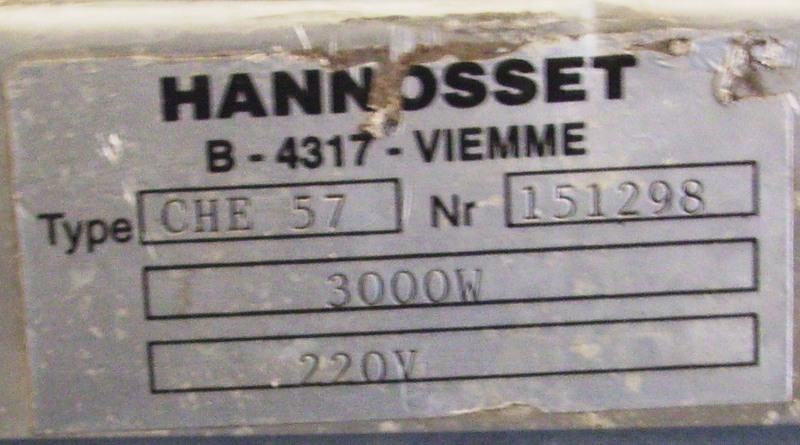 HANNOSSET
B - 4317 - VIEMME
Type CHE 57 Nr 151298
3000W
220V